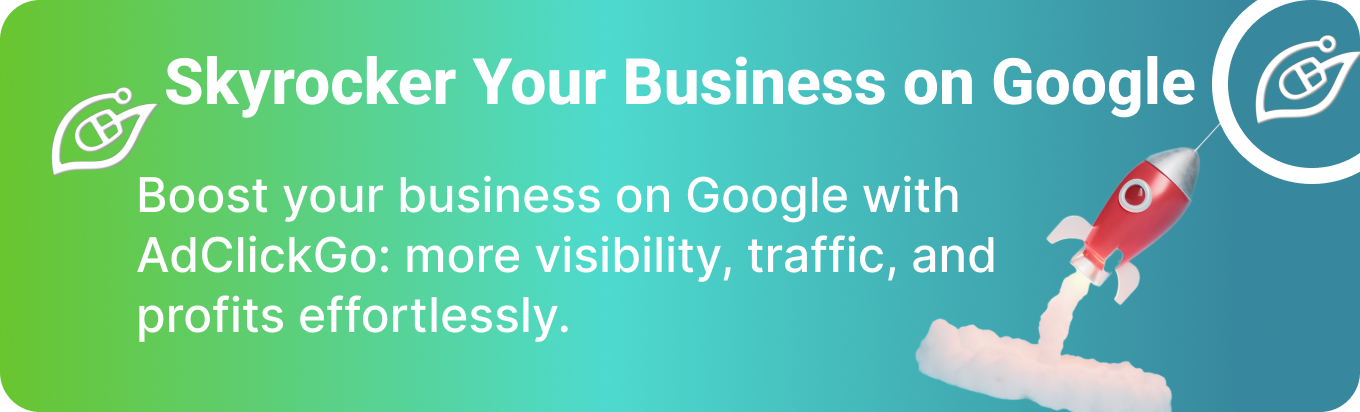 Skyrocker Your Business on Google
Boost your business on Google with
AdClickGo: more visibility, traffic, and
profits effortlessly.